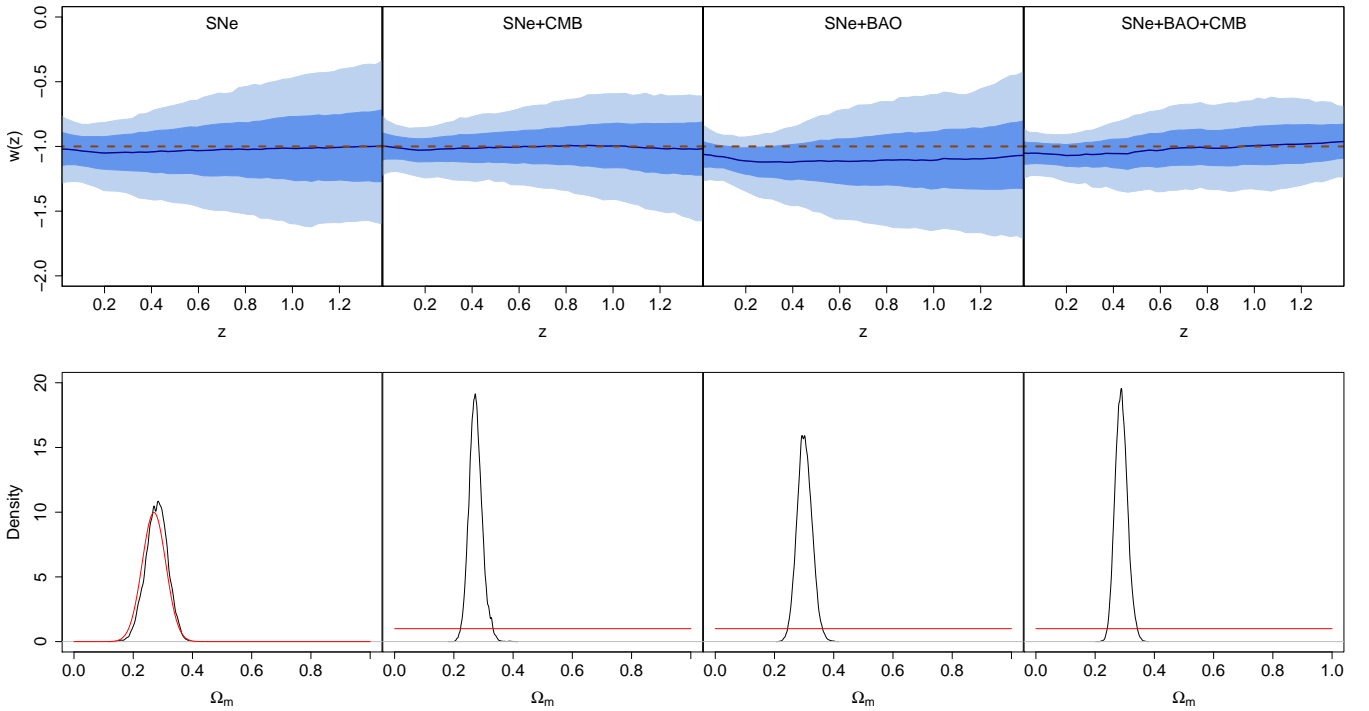 SNe SNe+CMB SNe+BAO SNe+BAO+CMB
0.0
−0.5
−1.0
−1.5
−2.0
w(z)
0.2 0.4 0.6 0.8 1.0 1.2 0.2 0.4 0.6 0.8 1.0 1.2 0.2 0.4 0.6 0.8 1.0 1.2 0.2 0.4 0.6 0.8 1.0 1.2
z z z z
20
15
10
5
0
Density
0.0 0.2 0.4 0.6 0.8 0.0 0.2 0.4 0.6 0.8 0.0 0.2 0.4 0.6 0.8 0.0 0.2 0.4 0.6 0.8 1.0
Ωm Ωm Ωm Ωm